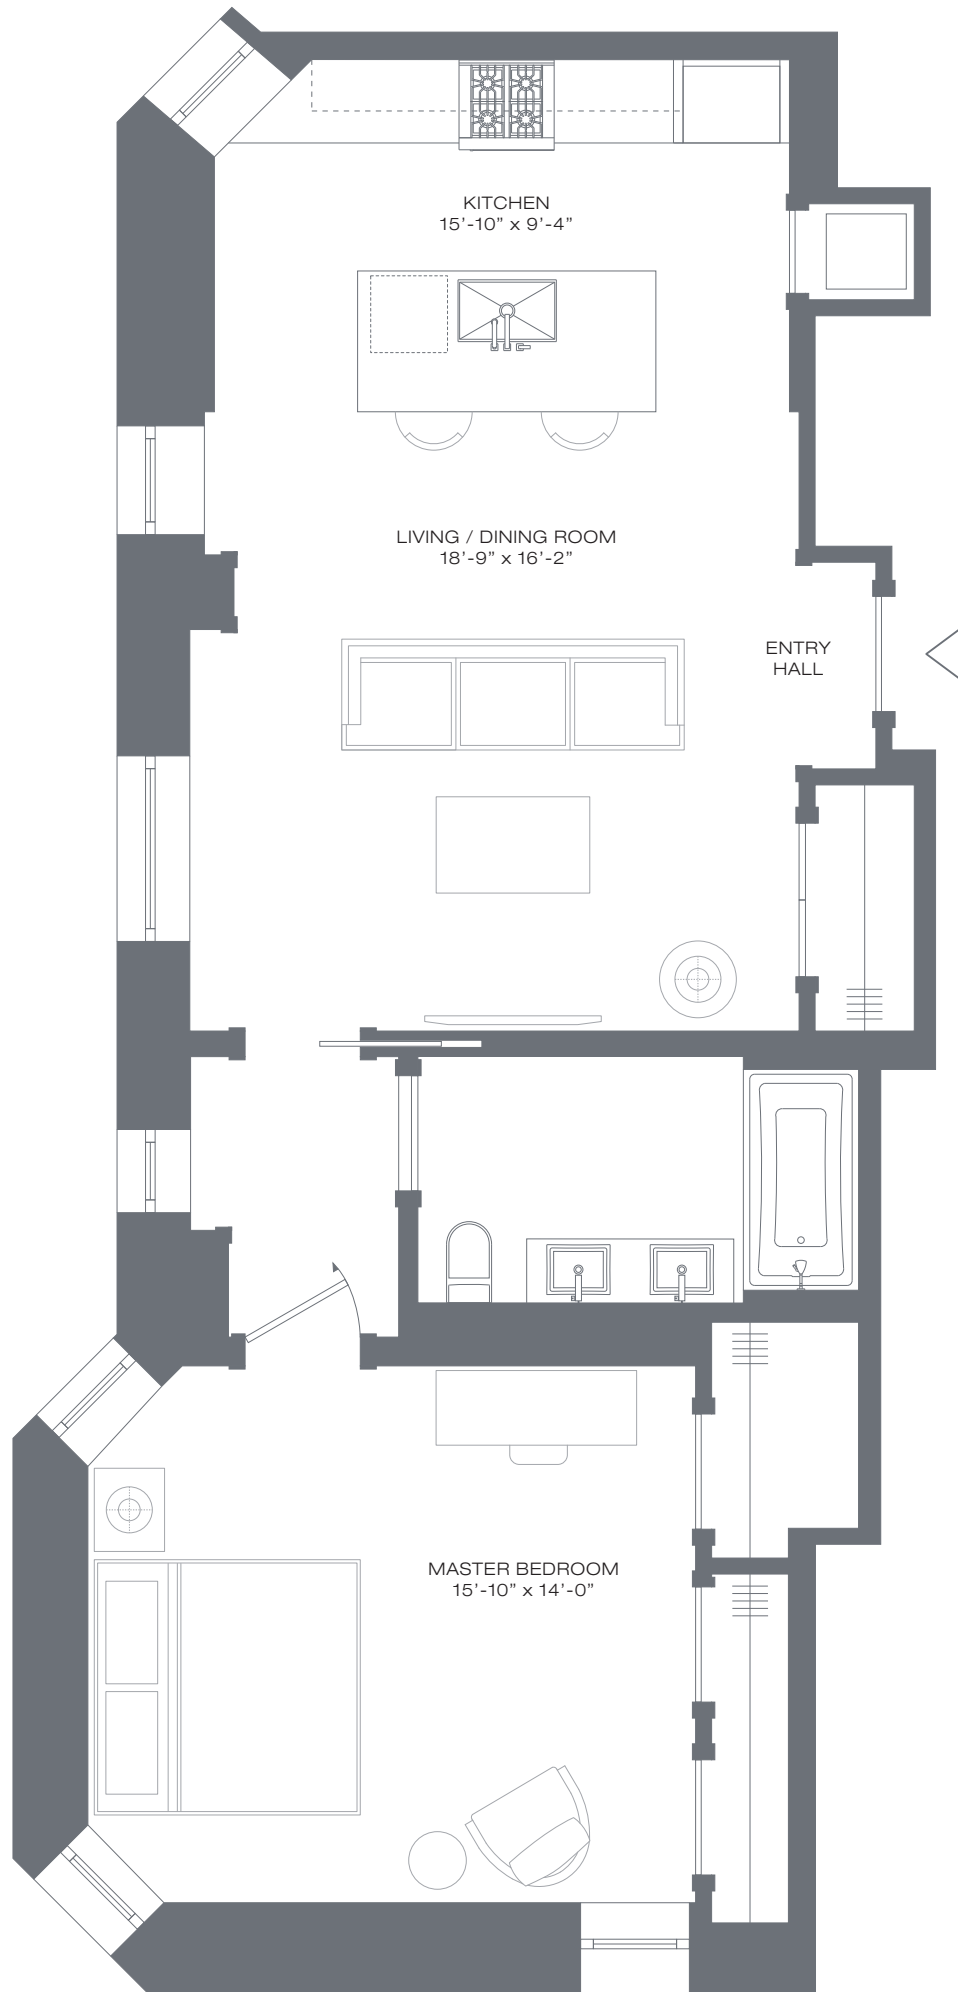 KITCHEN
15’-10” x 9’-4”
LIVING / DINING ROOM
18’-9” x 16’-2”
ENTRY
HALL
MASTER BEDROOM
15’-10” x 14’-0”